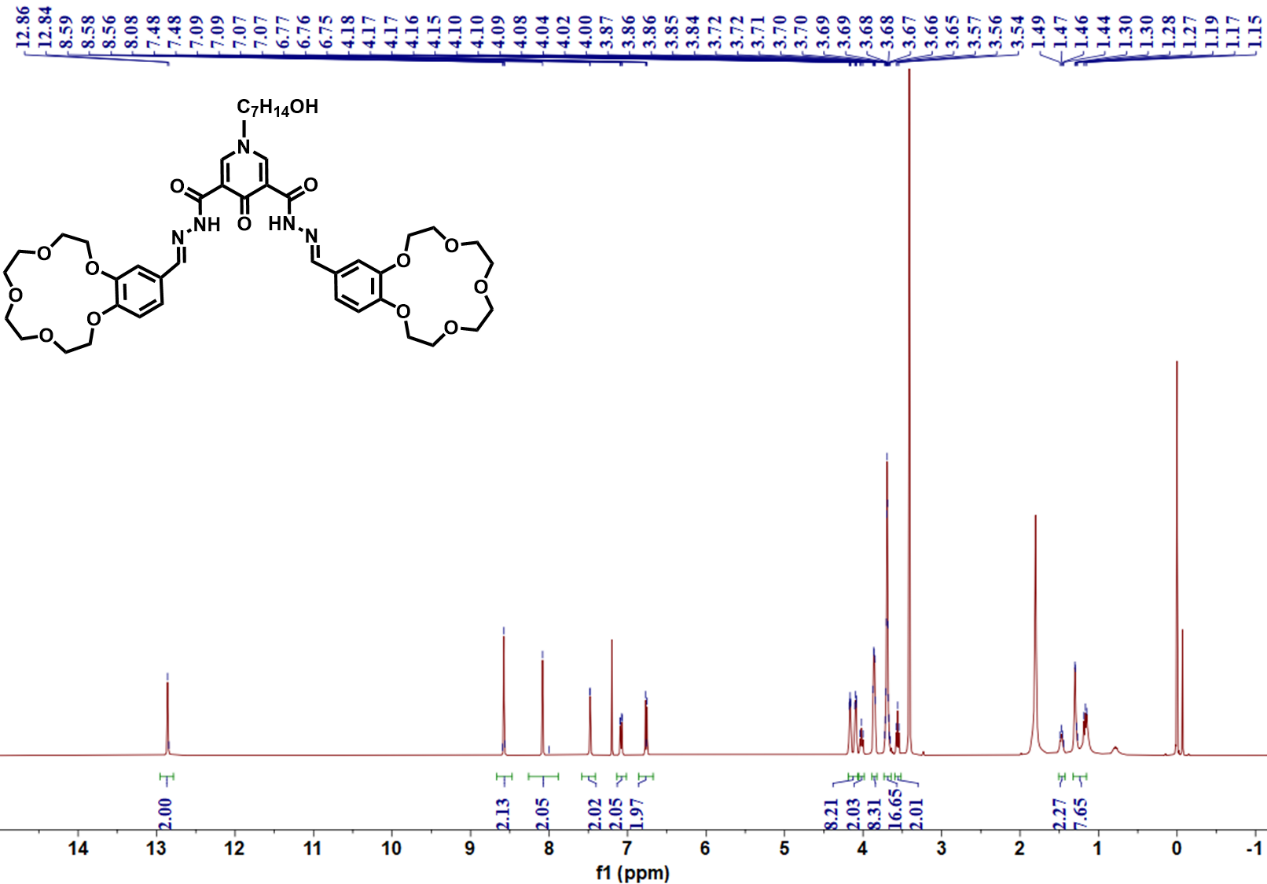 12.86 12.84 8.59 8.58 8.56 8.08 7.48 7.48 7.09 7.09 7.07 7.07 6.77 6.76 6.75 4.18 4.17 4.17 4.16 4.15 4.10 4.10 4.09 4.08 4.04 4.02 4.00 3.87 3.86 3.86 3.85 3.84 3.72 3.72 3.71 3.70 3.70 3.69 3.69 3.68 3.68 3.67 3.66 3.65 3.57 3.56 3.54 1.49 1.47 1.46 1.44 1.30 1.30 1.28 1.27 1.19 1.17 1.15
C₇H₁₄OH
N
O O
NH O HN
N N
O O O O
O O
O O O O
2.00 2.13 2.05 2.02 2.05 1.97 8.21 2.03 8.31 16.65 2.01 2.27 7.65
14 13 12 11 10 9 8 7 6 5 4 3 2 1 0 -1
f1 (ppm)